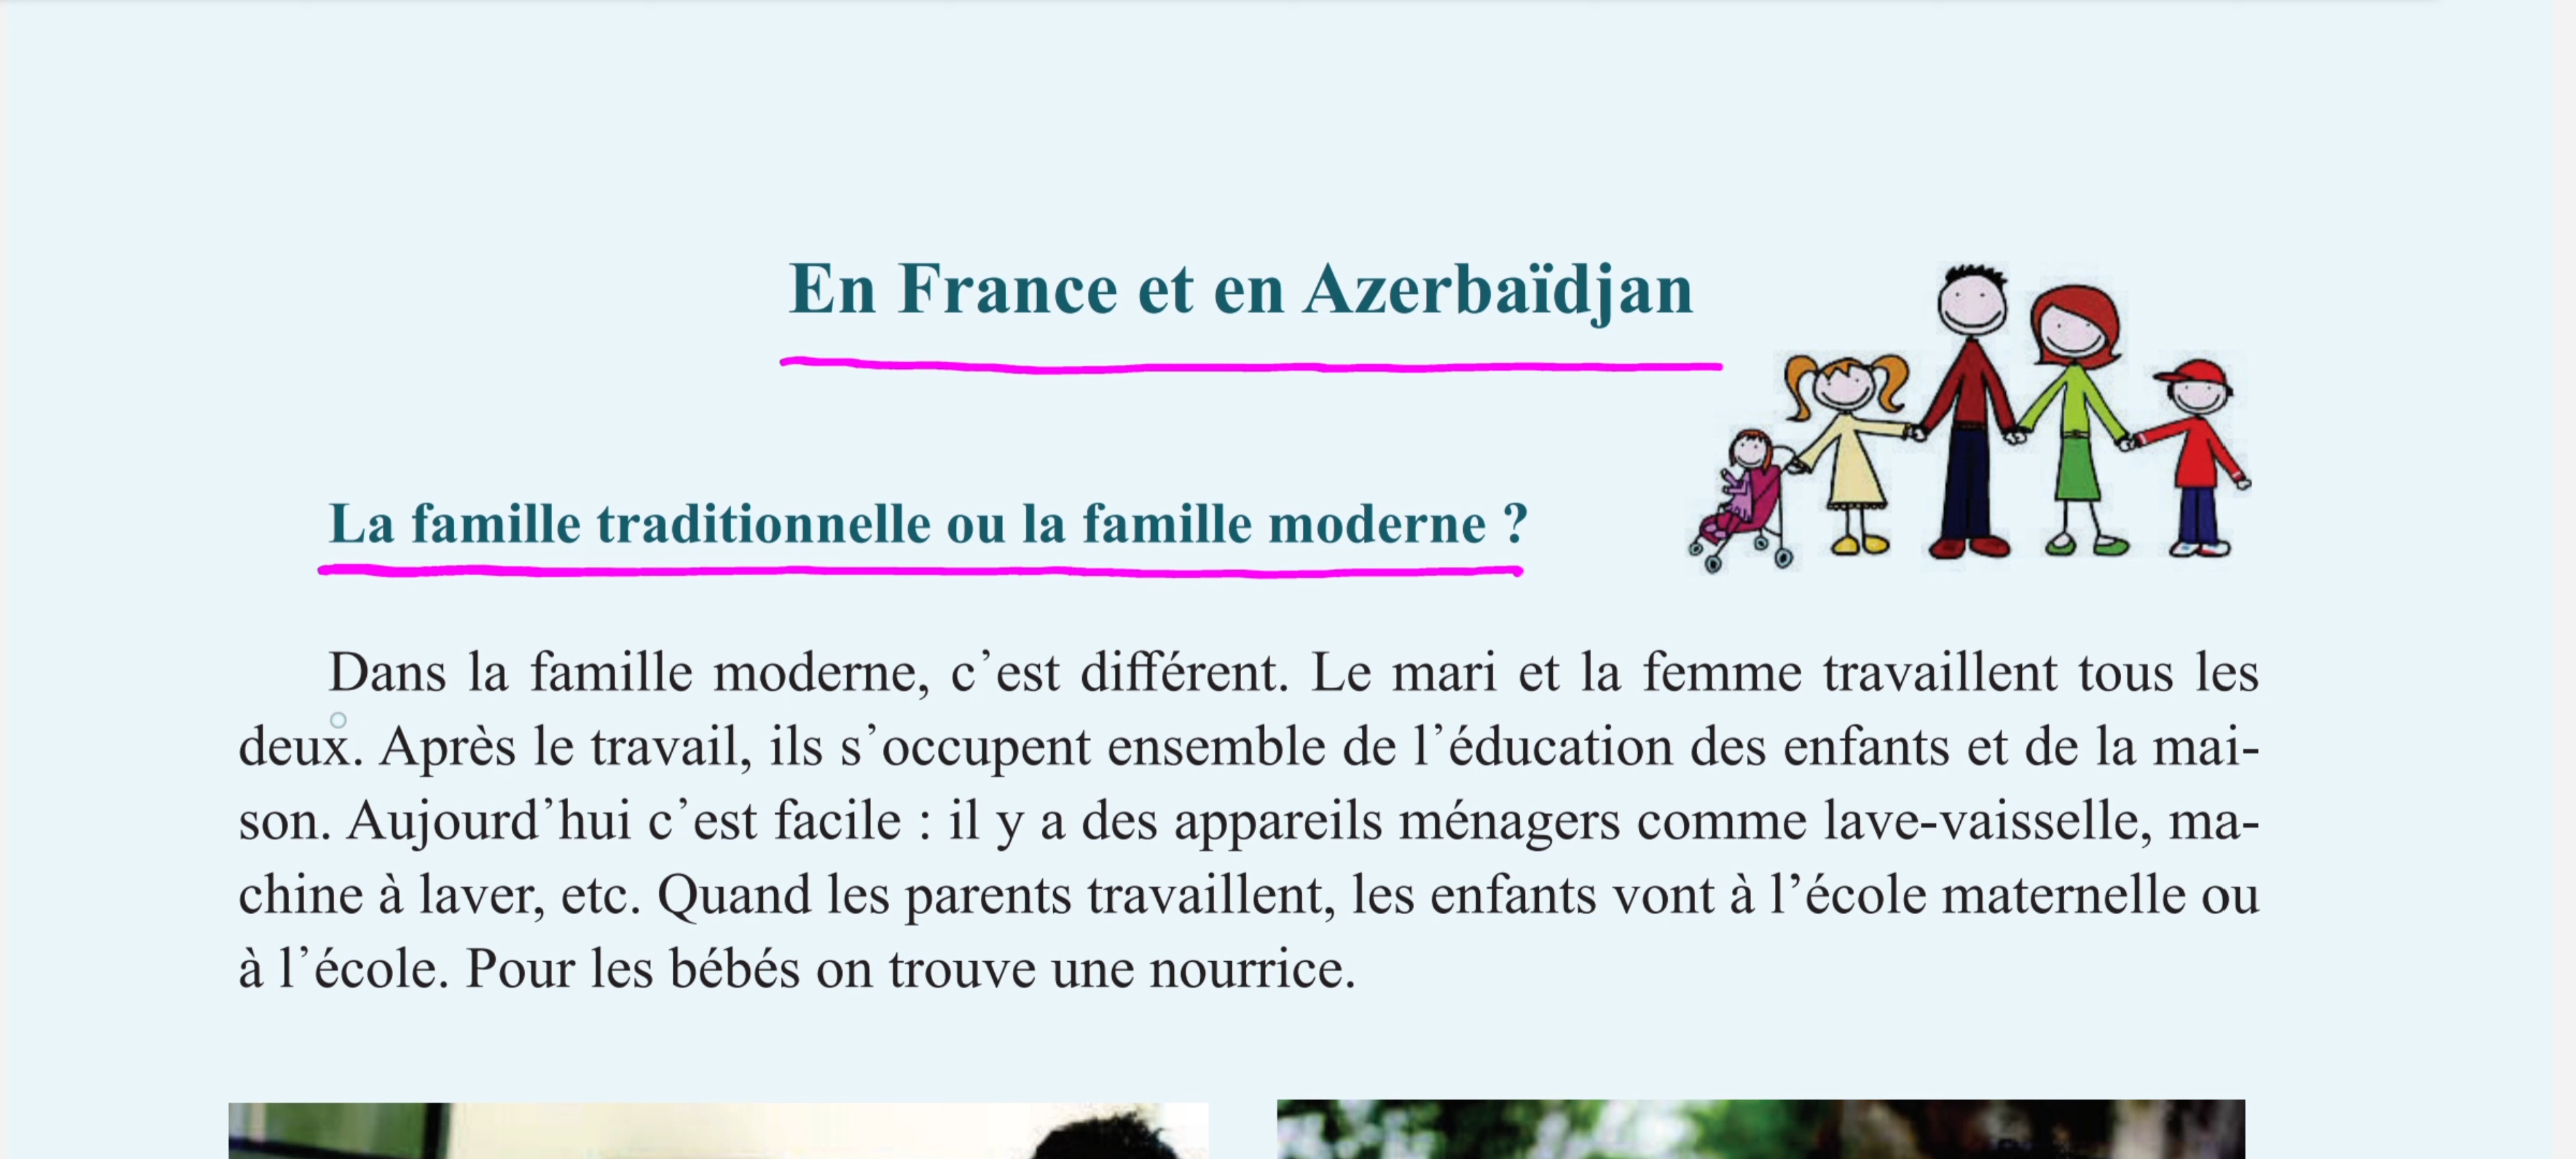 En France et en Azerbaïdjan
La famille traditionnelle ou la famille moderne ?
Dans la famille moderne, c’est différent. Le mari et la femme travaillent tous les
deux. Après le travail, ils s’occupent ensemble de l’éducation des enfants et de la mai-
son. Aujourd’hui c’est facile : il y a des appareils ménagers comme lave-vaisselle, ma-
chine à laver, etc. Quand les parents travaillent, les enfants vont à l’école maternelle ou
à l’école. Pour les bébés on trouve une nourrice.